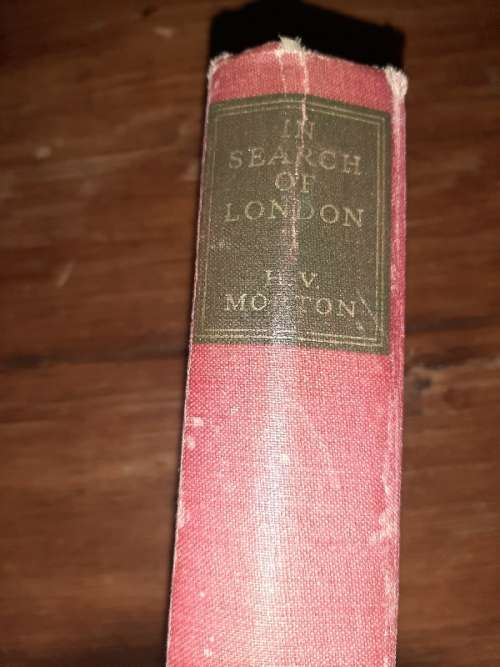 IN
SEARCH
OF
LONDON
H. V.
MORTON